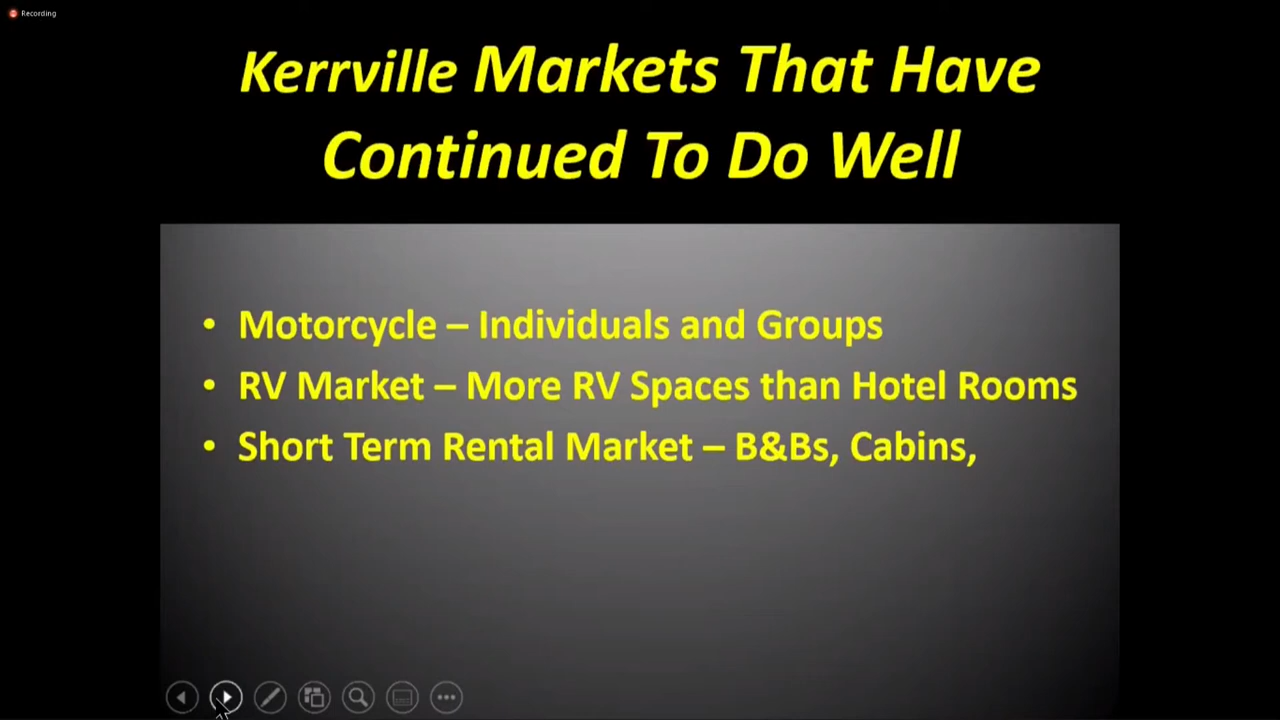 Recording
Kerrville Markets That Have
Continued To Do Well
• Motorcycle – Individuals and Groups
• RV Market – More RV Spaces than Hotel Rooms
• Short Term Rental Market – B&Bs, Cabins,